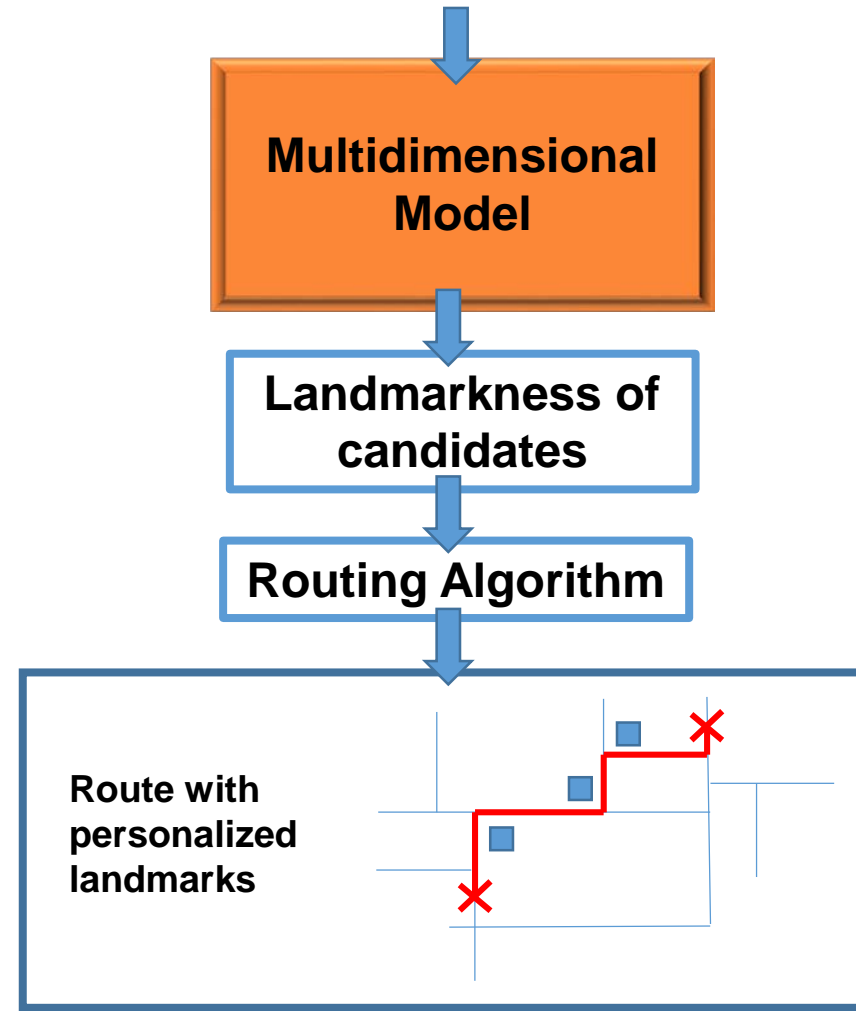 Multidimensional
Model
Landmarkness of
candidates
Routing Algorithm
Route with
personalized
landmarks